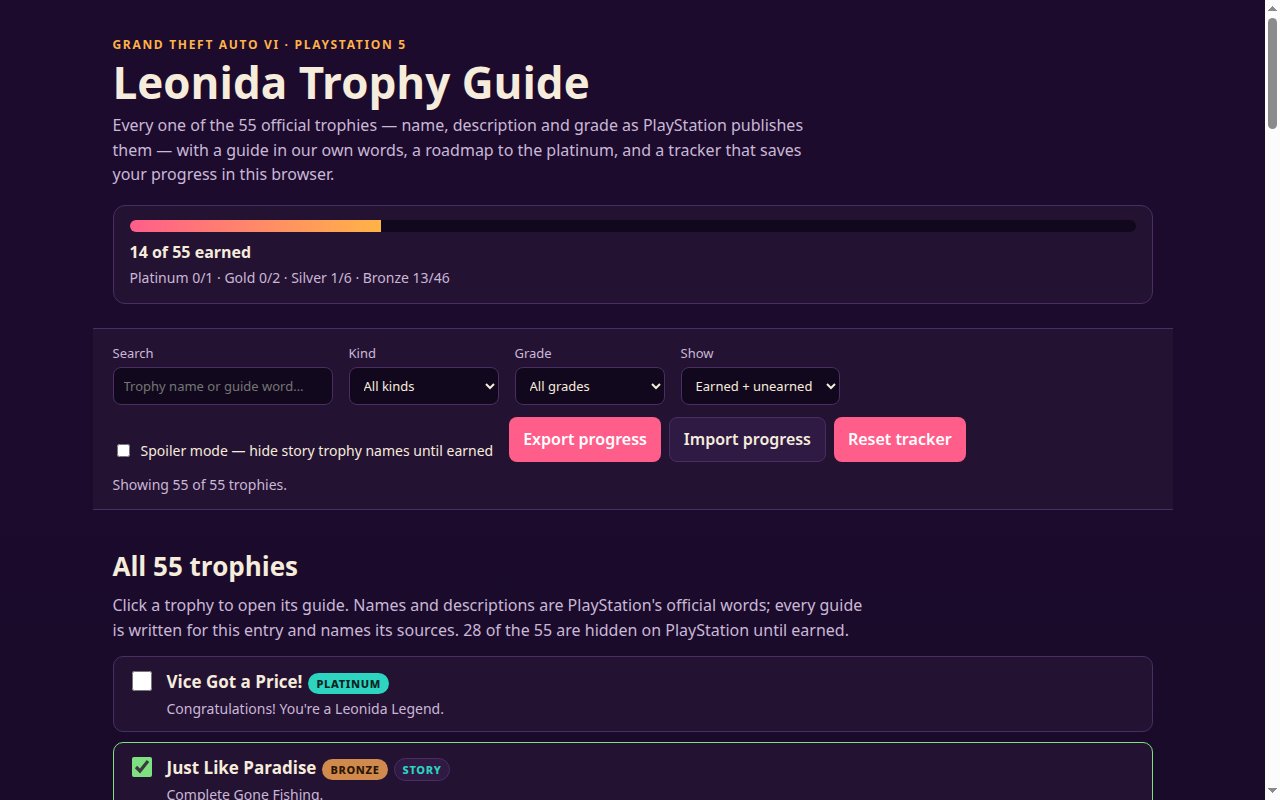 GRAND THEFT AUTO VI · PLAYSTATION 5
Leonida Trophy Guide
Every one of the 55 official trophies — name, description and grade as PlayStation publishes
them — with a guide in our own words, a roadmap to the platinum, and a tracker that saves
your progress in this browser.
14 of 55 earned
Platinum 0/1 · Gold 0/2 · Silver 1/6 · Bronze 13/46
Search Kind Grade Show
Trophy name or guide word... All kinds All grades Earned + unearned
Spoiler mode — hide story trophy names until earned Export progress Import progress Reset tracker
Showing 55 of 55 trophies.
All 55 trophies
Click a trophy to open its guide. Names and descriptions are PlayStation's official words; every guide
is written for this entry and names its sources. 28 of the 55 are hidden on PlayStation until earned.
Vice Got a Price! PLATINUM
Congratulations! You're a Leonida Legend.
Just Like Paradise BRONZE STORY
Complete Gone Fishing.